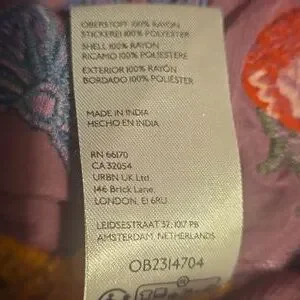 OBERSTOFF 100% RAYON
STICKEREI 100% POLYESTER
SHELL 100% RAYON
RICAMO 100% POLIESTERE
EXTERIOR 100% RAYÓN
BORDADO 100% POLIÉSTER
MADE IN INDIA
HECHO EN INDIA
RN 66170
CA 32054
URBN UK Ltd.
146 Brick Lane.
LONDON, E1 6RU
LEIDSESTRAAT 32, 1017 PB
AMSTERDAM, NETHERLANDS
OB2314704